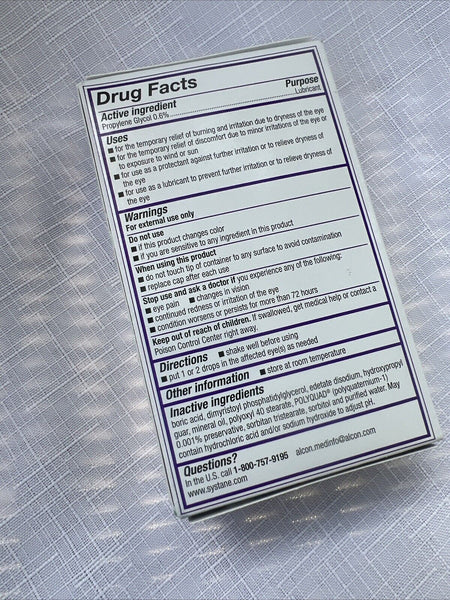 Drug Facts
Active ingredient Purpose
Propylene Glycol 0.6%....................Lubricant
Uses
■ for the temporary relief of burning and irritation due to dryness of the eye
■ for the temporary relief of discomfort due to minor irritations of the eye or
to exposure to wind or sun
■ for use as a protectant against further irritation or to relieve dryness of
the eye
■ for use as a lubricant to prevent further irritation or to relieve dryness of
the eye
Warnings
For external use only
Do not use
■ if this product changes color
■ if you are sensitive to any ingredient in this product
When using this product
■ do not touch tip of container to any surface to avoid contamination
■ replace cap after each use
Stop use and ask a doctor if you experience any of the following:
■ eye pain ■ changes in vision
■ continued redness or irritation of the eye
■ condition worsens or persists for more than 72 hours
Keep out of reach of children. If swallowed, get medical help or contact a
Poison Control Center right away.
Directions ■ shake well before using
■ put 1 or 2 drops in the affected eye(s) as needed
Other information ■ store at room temperature
Inactive ingredients
boric acid, dimyristoyl phosphatidylglycerol, edetate disodium, hydroxypropyl
guar, mineral oil, polyoxyl 40 stearate, POLYQUAD® (polyquaternium-1)
0.001% preservative, sorbitan tristearate, sorbitol and purified water. May
contain hydrochloric acid and/or sodium hydroxide to adjust pH.
Questions?
In the U.S. call 1-800-757-9195 alcon.medinfo@alcon.com
www.systane.com